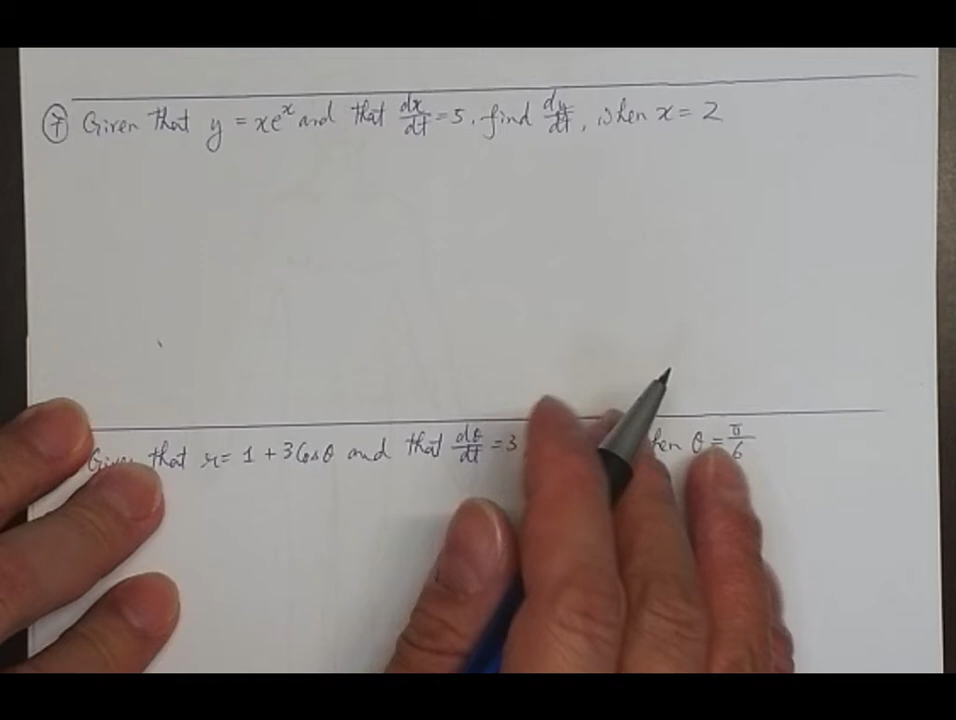 ⑦ Given that y = xe^x and that dx/dt = 5, find dy/dt, when x = 2
Given that r = 1 + 3Cosθ and that dθ/dt = 3 θ = π/6